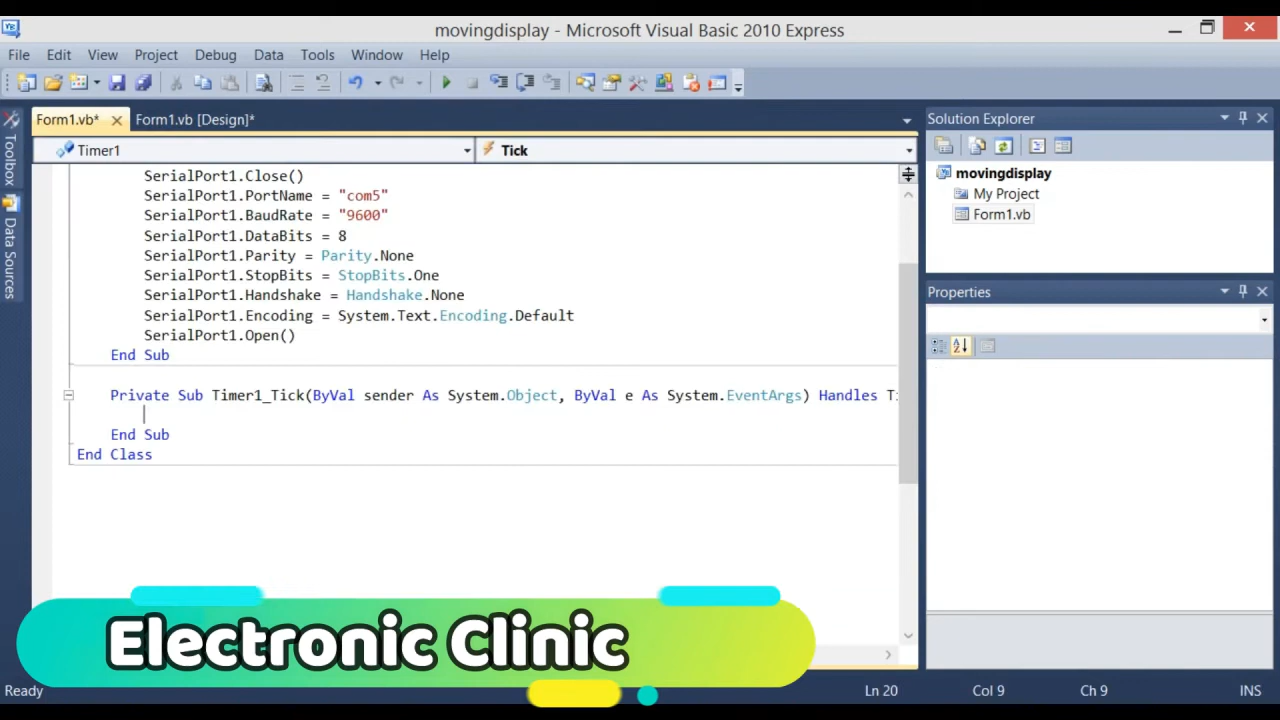 movingdisplay - Microsoft Visual Basic 2010 Express
File Edit View Project Debug Data Tools Window Help
Form1.vb* Form1.vb [Design]*
Timer1 Tick
SerialPort1.Close()
SerialPort1.PortName = "com5"
SerialPort1.BaudRate = "9600"
SerialPort1.DataBits = 8
SerialPort1.Parity = Parity.None
SerialPort1.StopBits = StopBits.One
SerialPort1.Handshake = Handshake.None
SerialPort1.Encoding = System.Text.Encoding.Default
SerialPort1.Open()
End Sub
Private Sub Timer1_Tick(ByVal sender As System.Object, ByVal e As System.EventArgs) Handles
End Sub
End Class
Toolbox
Data Sources
Solution Explorer
movingdisplay
My Project
Form1.vb
Properties
Electronic Clinic
Ready Ln 20 Col 9 Ch 9 INS